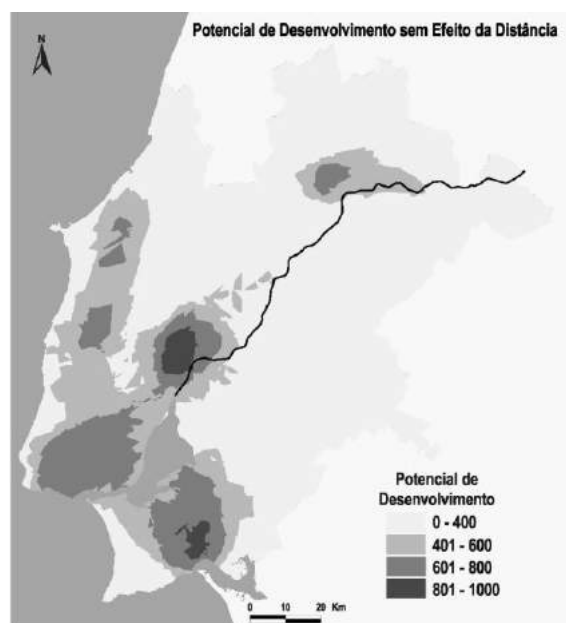 Potencial de Desenvolvimento sem Efeito da Distância
N
Potencial de
Desenvolvimento
0 - 400
401 - 600
601 - 800
801 - 1000
0 10 20 Km